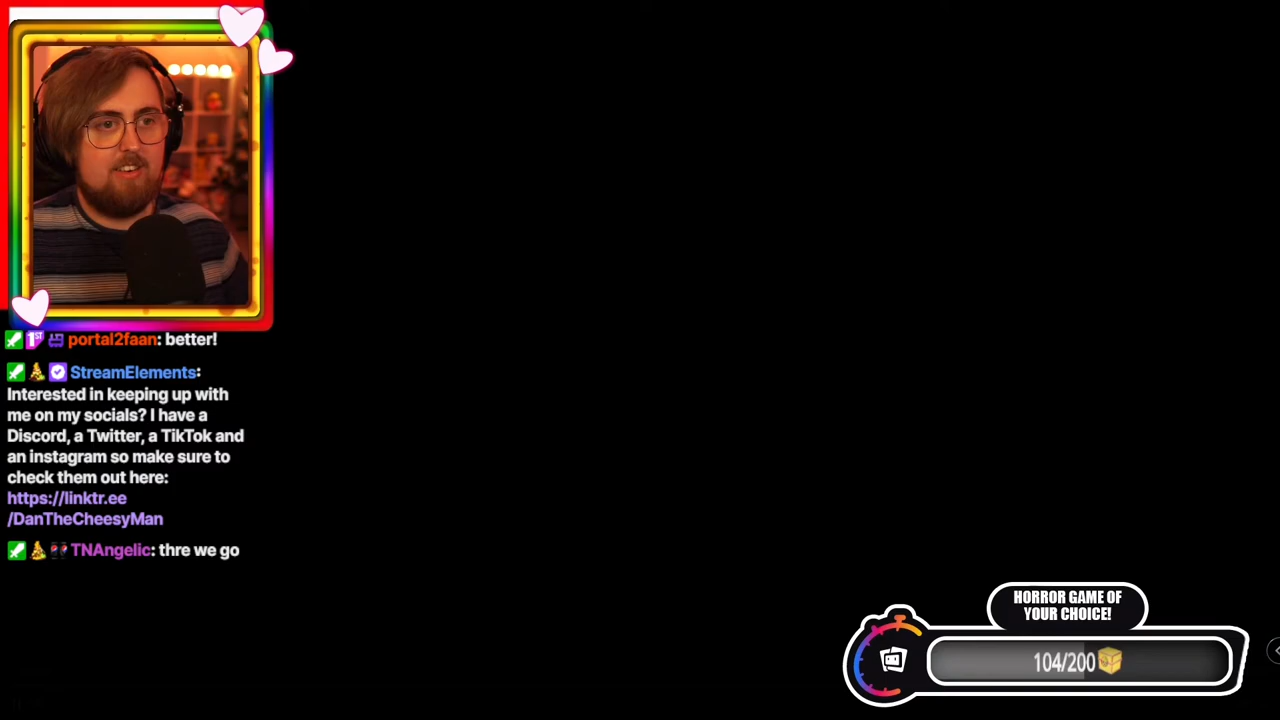 portal2faan: better!
StreamElements:
Interested in keeping up with
me on my socials? I have a
Discord, a Twitter, a TikTok and
an instagram so make sure to
check them out here:
https://linktr.ee
/DanTheCheesyMan
TNAngelic: thre we go
HORROR GAME OF
YOUR CHOICE!
104/200